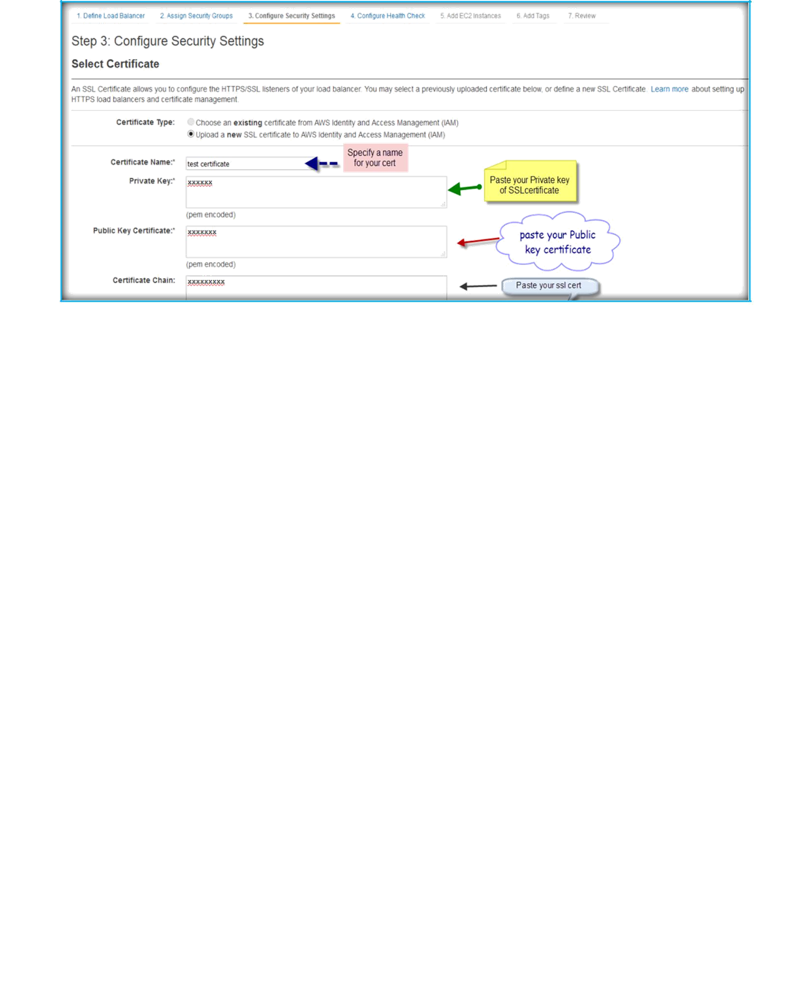 1. Define Load Balancer 2. Assign Security Groups 3. Configure Security Settings 4. Configure Health Check 5. Add EC2 Instances 6. Add Tags 7. Review
Step 3: Configure Security Settings
Select Certificate
An SSL Certificate allows you to configure the HTTPS/SSL listeners of your load balancer. You may select a previously uploaded certificate below, or define a new SSL Certificate. Learn more about setting up
HTTPS load balancers and certificate management.
Certificate Type: Choose an existing certificate from AWS Identity and Access Management (IAM)
Upload a new SSL certificate to AWS Identity and Access Management (IAM)
Specify a name
for your cert
Certificate Name:* test certificate
Private Key:* xxxxxx
Paste your Private key
of SSLcertificate
(pem encoded)
Public Key Certificate:* xxxxxxx
paste your Public
key certificate
(pem encoded)
Certificate Chain: xxxxxxxxx
Paste your ssl cert